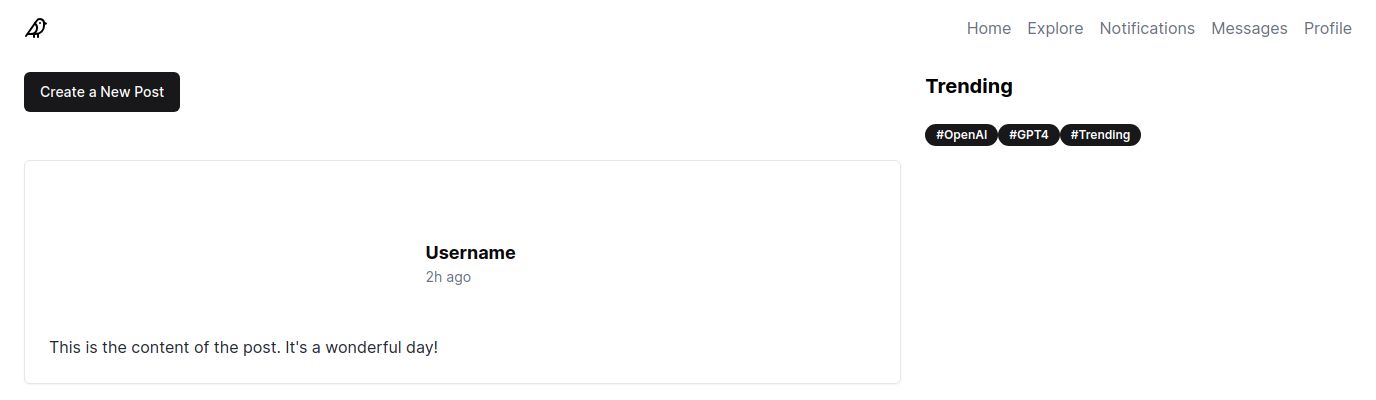 Home Explore Notifications Messages Profile
Create a New Post
Trending
#OpenAI #GPT4 #Trending
Username
2h ago
This is the content of the post. It's a wonderful day!